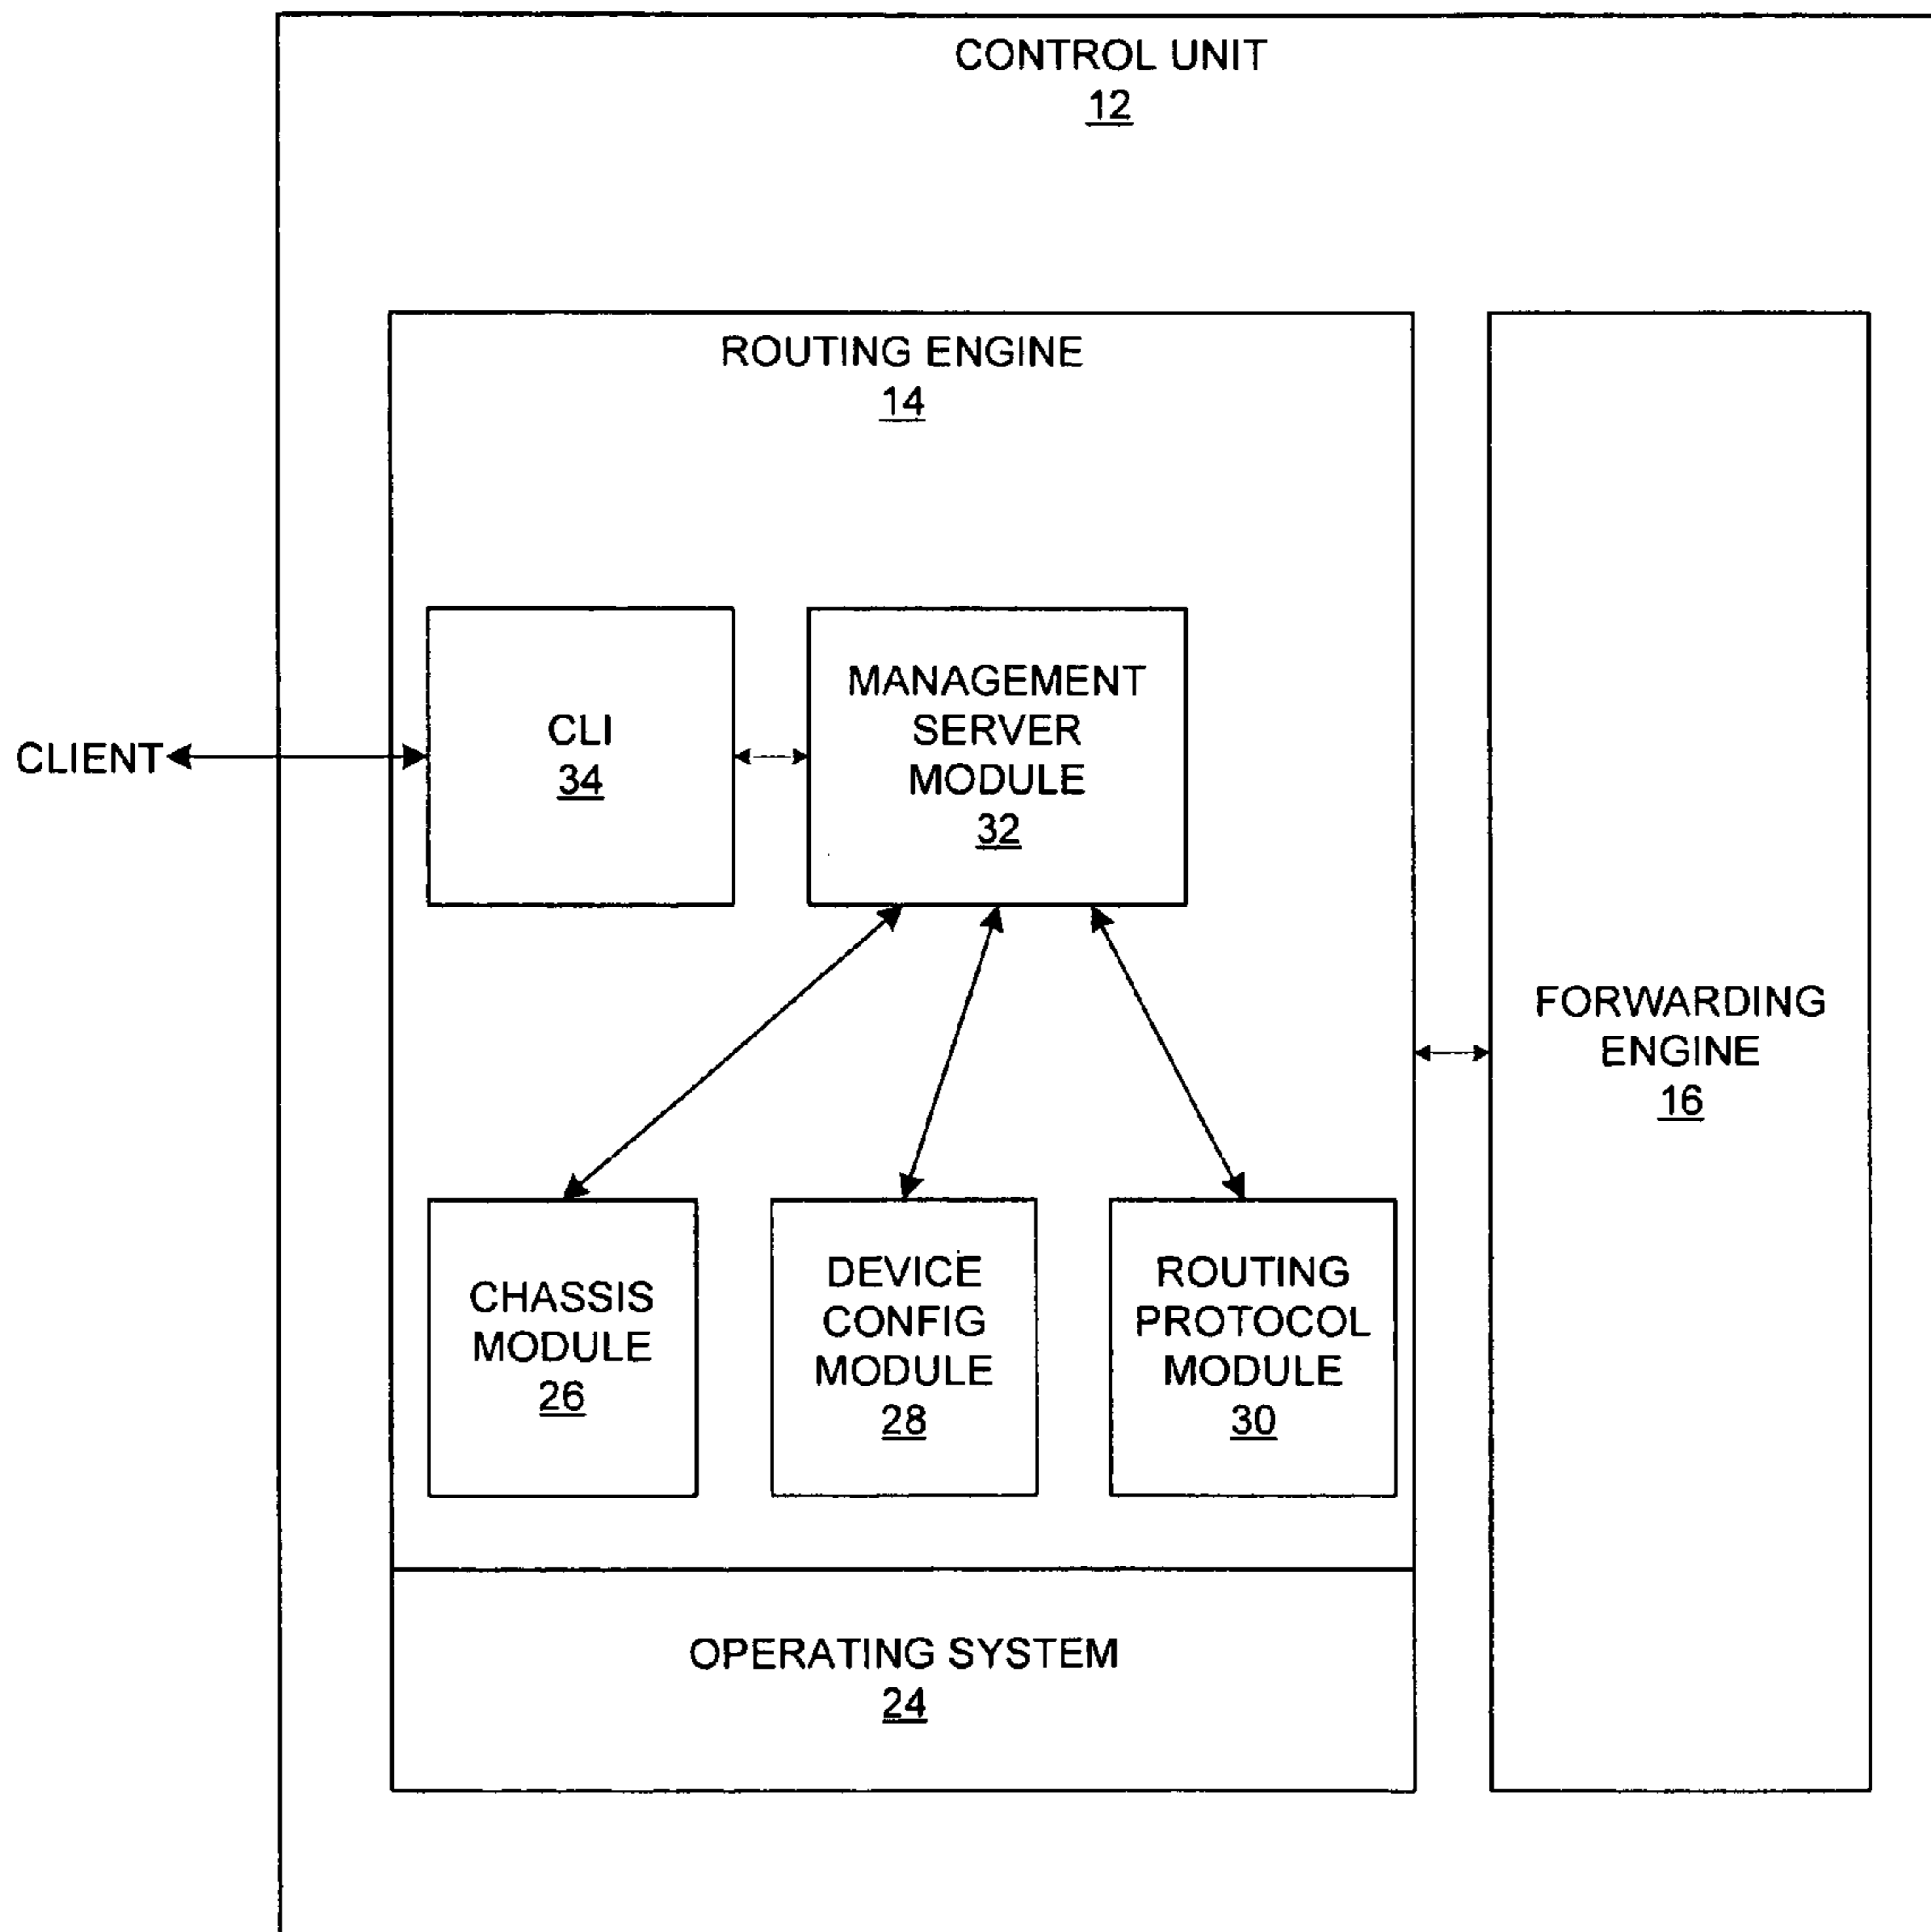 CONTROL UNIT
12
ROUTING ENGINE
14
CLIENT
CLI
34
MANAGEMENT
SERVER
MODULE
32
FORWARDING
ENGINE
16
CHASSIS
MODULE
26
DEVICE
CONFIG
MODULE
28
ROUTING
PROTOCOL
MODULE
30
OPERATING SYSTEM
24